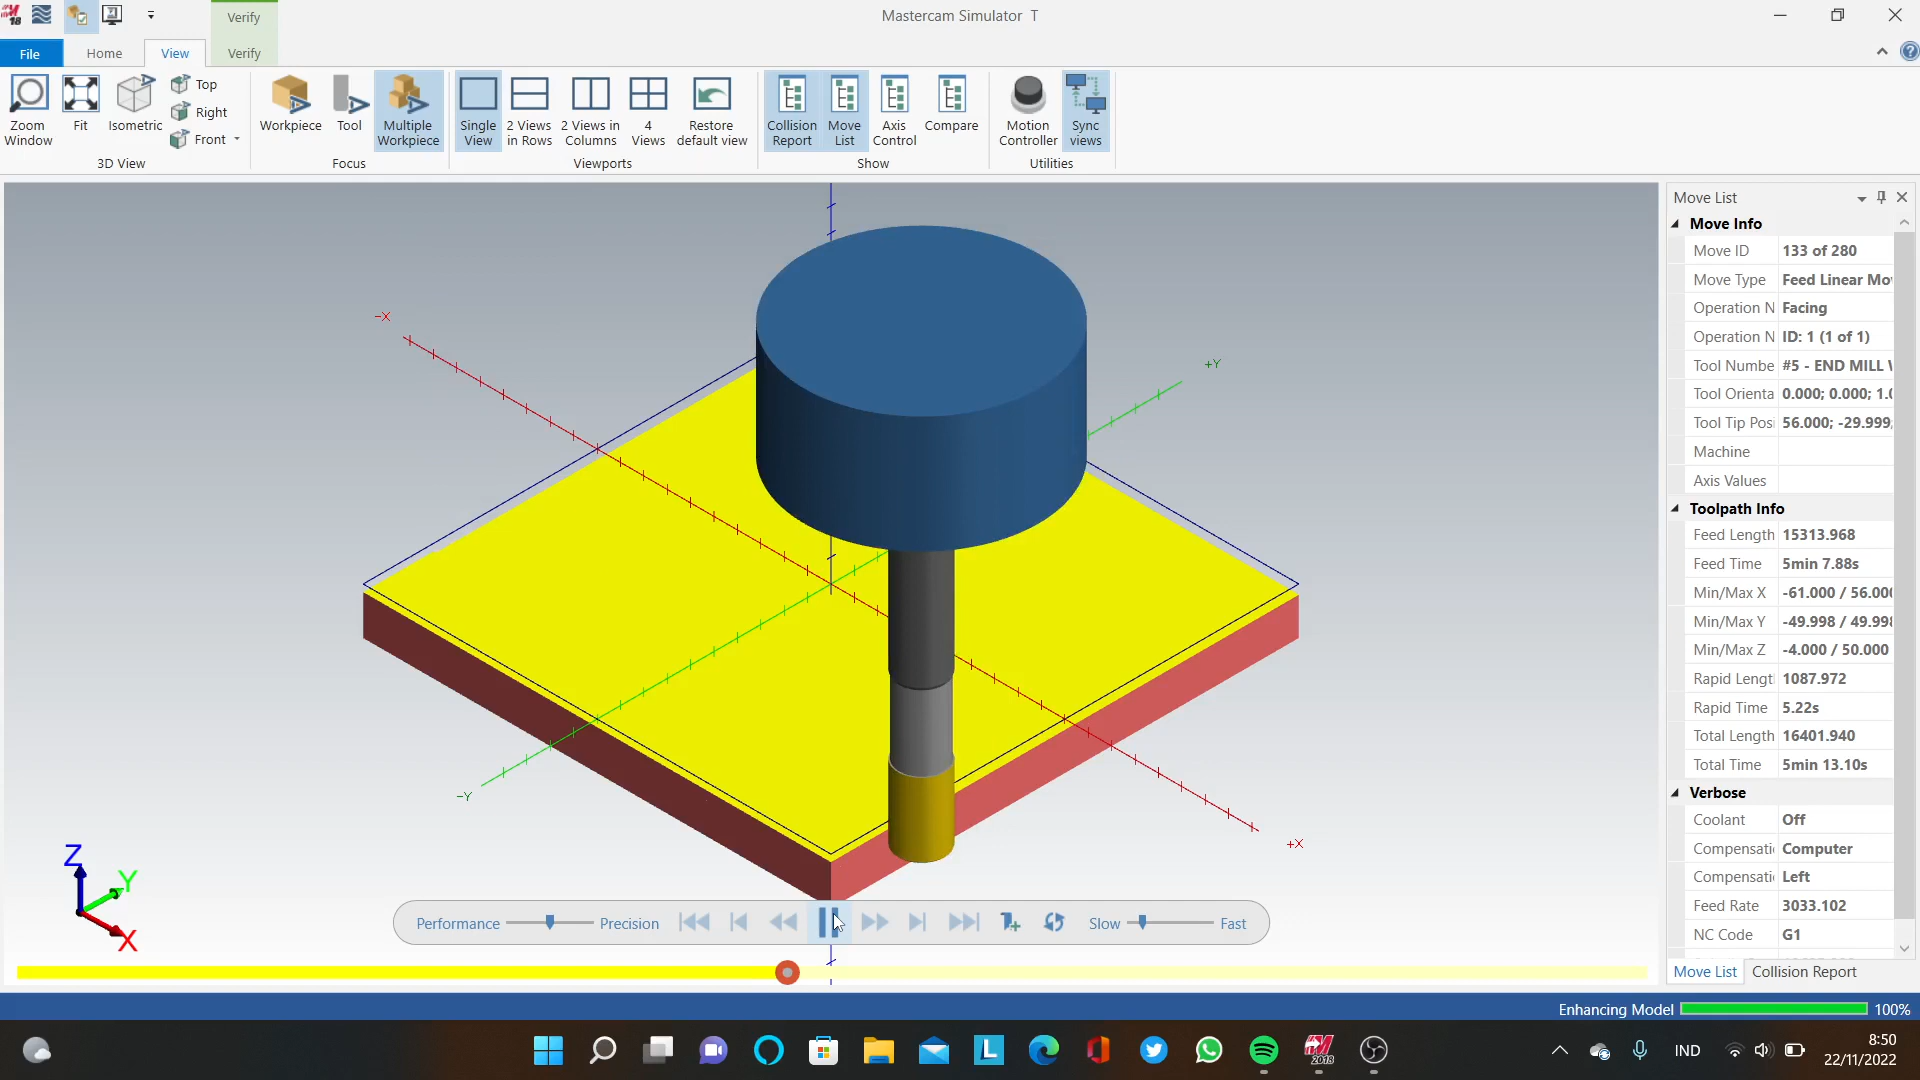 18
Verify
Mastercam Simulator T
File
Home
View
Verify
Zoom Window
Fit
Isometric
Top
Right
Front
3D View
Workpiece
Tool
Multiple Workpiece
Focus
Single View
2 Views in Rows
2 Views in Columns
4 Views
Restore default view
Viewports
Collision Report
Move List
Axis Control
Compare
Show
Motion Controller
Sync views
Utilities
-X
+Y
-Y
+X
Z
Y
X
Move List
Move Info
Move ID 133 of 280
Move Type Feed Linear Mo
Operation N Facing
Operation N ID: 1 (1 of 1)
Tool Numbe #5 - END MILL
Tool Orienta 0.000; 0.000; 1.0
Tool Tip Posi 56.000; -29.999;
Machine
Axis Values
Toolpath Info
Feed Length 15313.968
Feed Time 5min 7.88s
Min/Max X -61.000 / 56.000
Min/Max Y -49.998 / 49.998
Min/Max Z -4.000 / 50.000
Rapid Lengt 1087.972
Rapid Time 5.22s
Total Length 16401.940
Total Time 5min 13.10s
Verbose
Coolant Off
Compensati Computer
Compensati Left
Feed Rate 3033.102
NC Code G1
Move List Collision Report
Performance
Precision
Slow
Fast
Enhancing Model 100%
L
2018
IND
8:50
22/11/2022